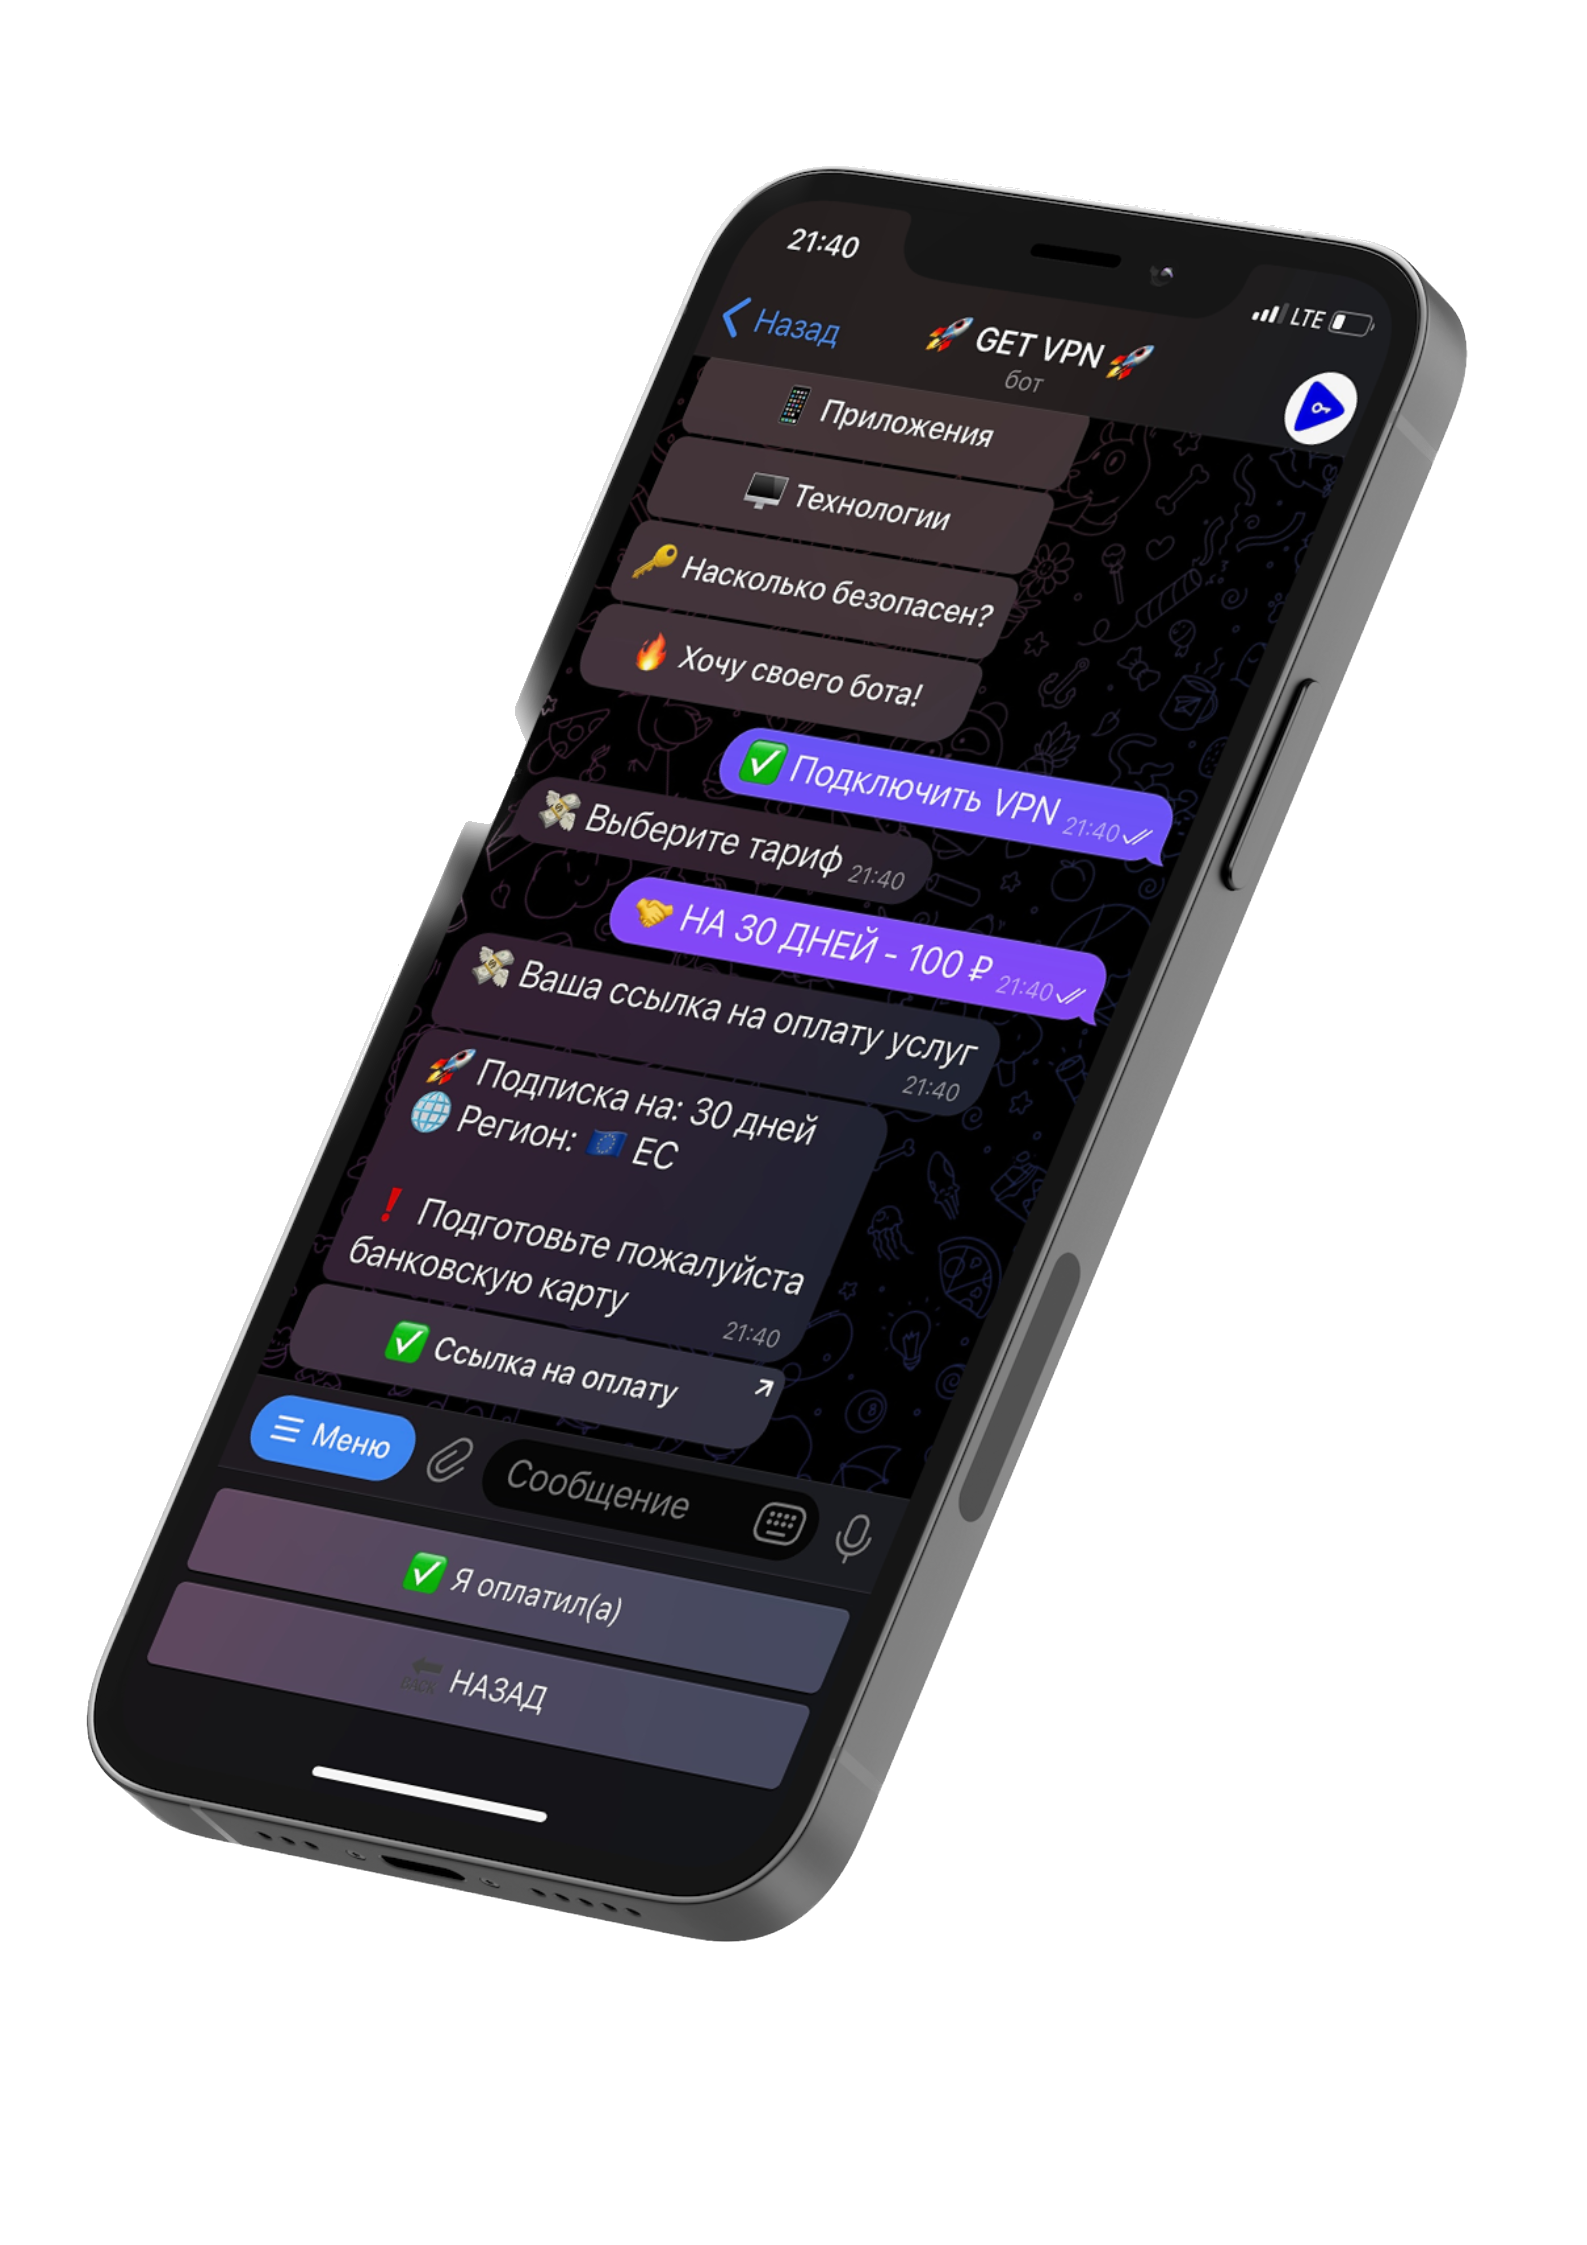 21:40
LTE
Назад
🚀 GET VPN 🚀
бот
📱 Приложения
🖥 Технологии
🔑 Насколько безопасен?
🔥 Хочу своего бота!
✅ Подключить VPN 21:40
💸 Выберите тариф 21:40
🤝 НА 30 ДНЕЙ - 100 ₽ 21:40
💸 Ваша ссылка на оплату услуг
21:40
🚀 Подписка на: 30 дней
🌐 Регион: 🇪🇺 ЕС
❗ Подготовьте пожалуйста
банковскую карту
21:40
✅ Ссылка на оплату
Меню
Сообщение
✅ Я оплатил(а)
BACK НАЗАД